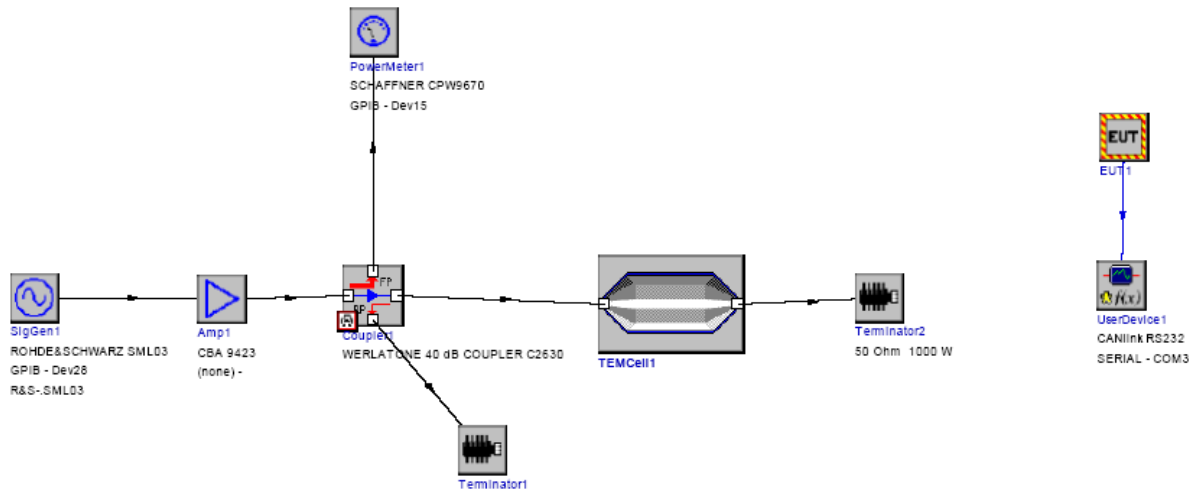 PowerMeter1
SCHAFFNER CPW9670
GPIB - Dev15
EUT
EUT1
SigGen1
ROHDE&SCHWARZ SML03
GPIB - Dev28
R&S-.SML03
Amp1
CBA 9423
(none) -
FP
RP
Coupler1
WERLATONE 40 dB COUPLER C2630
TEMCell1
Terminator2
50 Ohm 1000 W
f(x)
UserDevice1
CANlink RS232
SERIAL - COM3
Terminator1